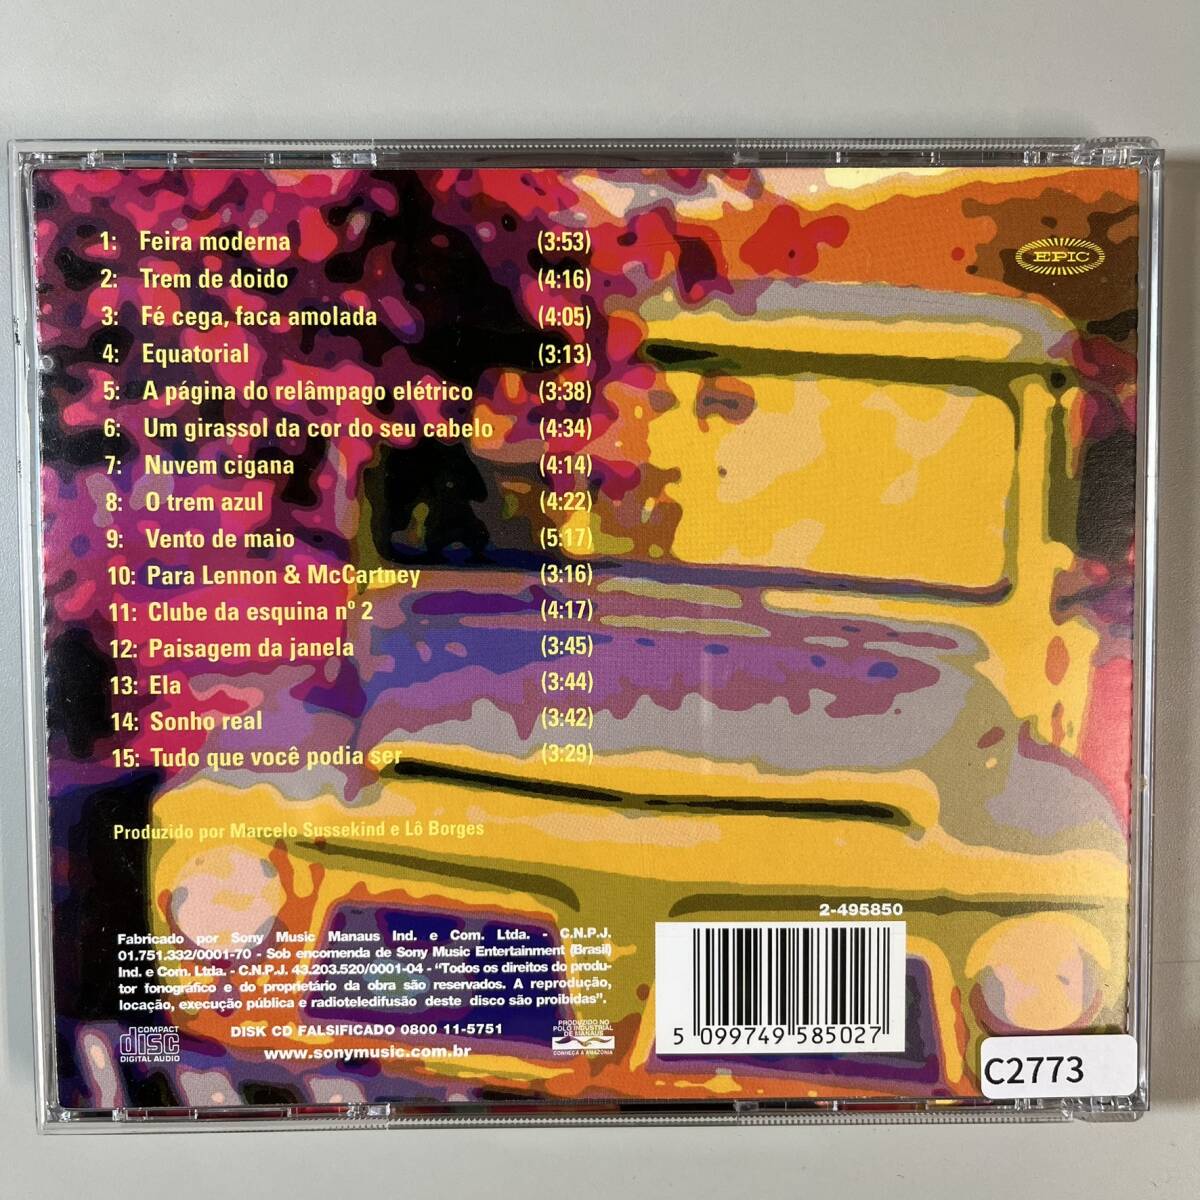 1: Feira moderna (3:53)
2: Trem de doido (4:16)
3: Fé cega, faca amolada (4:05)
4: Equatorial (3:13)
5: A página do relâmpago elétrico (3:38)
6: Um girassol da cor do seu cabelo (4:34)
7: Nuvem cigana (4:14)
8: O trem azul (4:22)
9: Vento de maio (5:17)
10: Para Lennon & McCartney (3:16)
11: Clube da esquina nº 2 (4:17)
12: Paisagem da janela (3:45)
13: Ela (3:44)
14: Sonho real (3:42)
15: Tudo que você podia ser (3:29)
EPIC
Produzido por Marcelo Sussekind e Lô Borges
Fabricado por Sony Music Manaus Ind. e Com. Ltda. - C.N.P.J.
01.751.332/0001-70 - Sob encomenda de Sony Music Entertainment (Brasil)
Ind. e Com. Ltda. - C.N.P.J. 43.203.520/0001-04 - "Todos os direitos do produ-
tor fonográfico e do proprietário da obra são reservados. A reprodução,
locação, execução pública e radioteledifusão deste disco são proibidas".
COMPACT
disc
DIGITAL AUDIO
DISK CD FALSIFICADO 0800 11-5751
www.sonymusic.com.br
PRODUZIDO NO
PÓLO INDUSTRIAL
DE MANAUS
CONHEÇA A AMAZÔNIA
2-495850
5 099749 585027
C2773